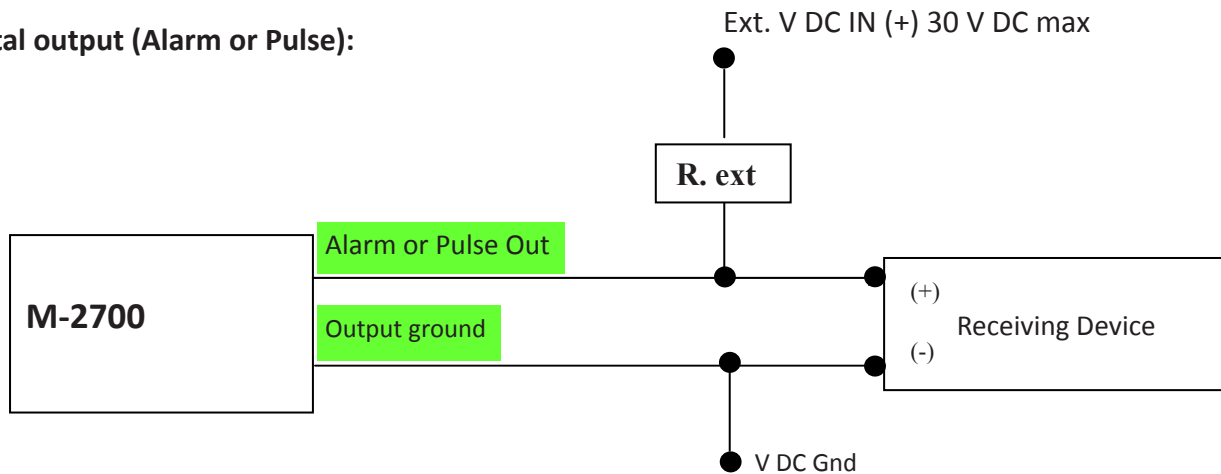 Ext. V DC IN (+) 30 V DC max
tal output (Alarm or Pulse):
R. ext
Alarm or Pulse Out
M-2700
Output ground
(+)
Receiving Device
(-)
V DC Gnd